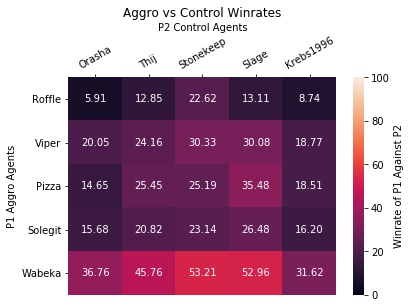 Aggro vs Control Winrates
P2 Control Agents
Orasha Thij Stonekeep Slage Krebs1996
Roffle 5.91 12.85 22.62 13.11 8.74
Viper 20.05 24.16 30.33 30.08 18.77
Pizza 14.65 25.45 25.19 35.48 18.51
Solegit 15.68 20.82 23.14 26.48 16.20
Wabeka 36.76 45.76 53.21 52.96 31.62
P1 Aggro Agents
100
80
60
40
20
0
Winrate of P1 Against P2